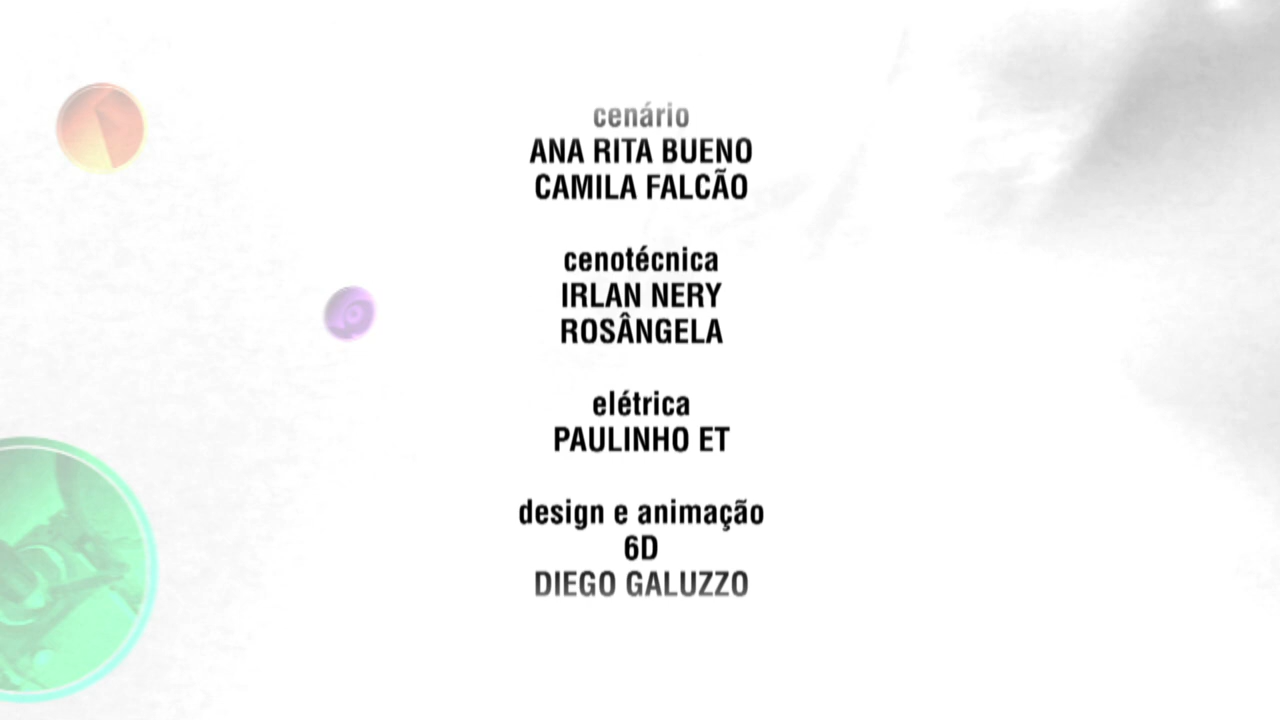 cenário
ANA RITA BUENO
CAMILA FALCÃO
cenotécnica
IRLAN NERY
ROSÂNGELA
elétrica
PAULINHO ET
design e animação
6D
DIEGO GALUZZO